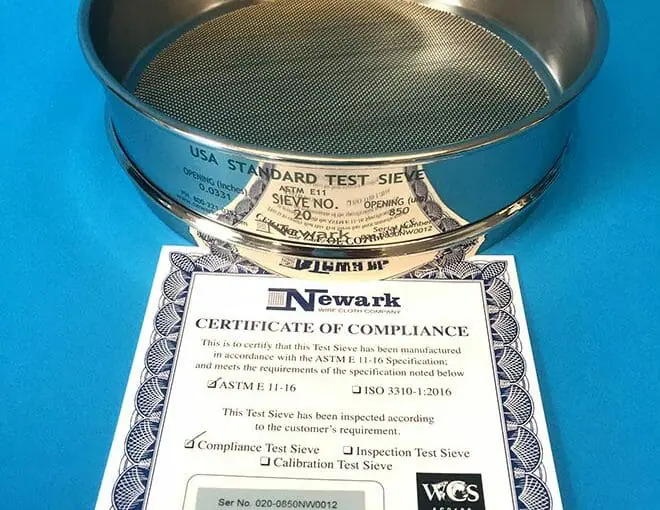 USA STANDARD TEST SIEVE
OPENING (Inches)
0.0331
ASTM E11
SIEVE NO.
20
OPENING (um)
850
Serial Number
Newark
Newark
WIRE CLOTH COMPANY
CERTIFICATE OF COMPLIANCE
This is to certify that this Test Sieve has been manufactured
in accordance with the ASTM E 11-16 Specification;
and meets the requirements of the specification noted below
ASTM E 11-16
ISO 3310-1:2016
This Test Sieve has been inspected according
to the customer's requirement.
Compliance Test Sieve
Inspection Test Sieve
Calibration Test Sieve
WCS
Ser No. 020-0850NW0012